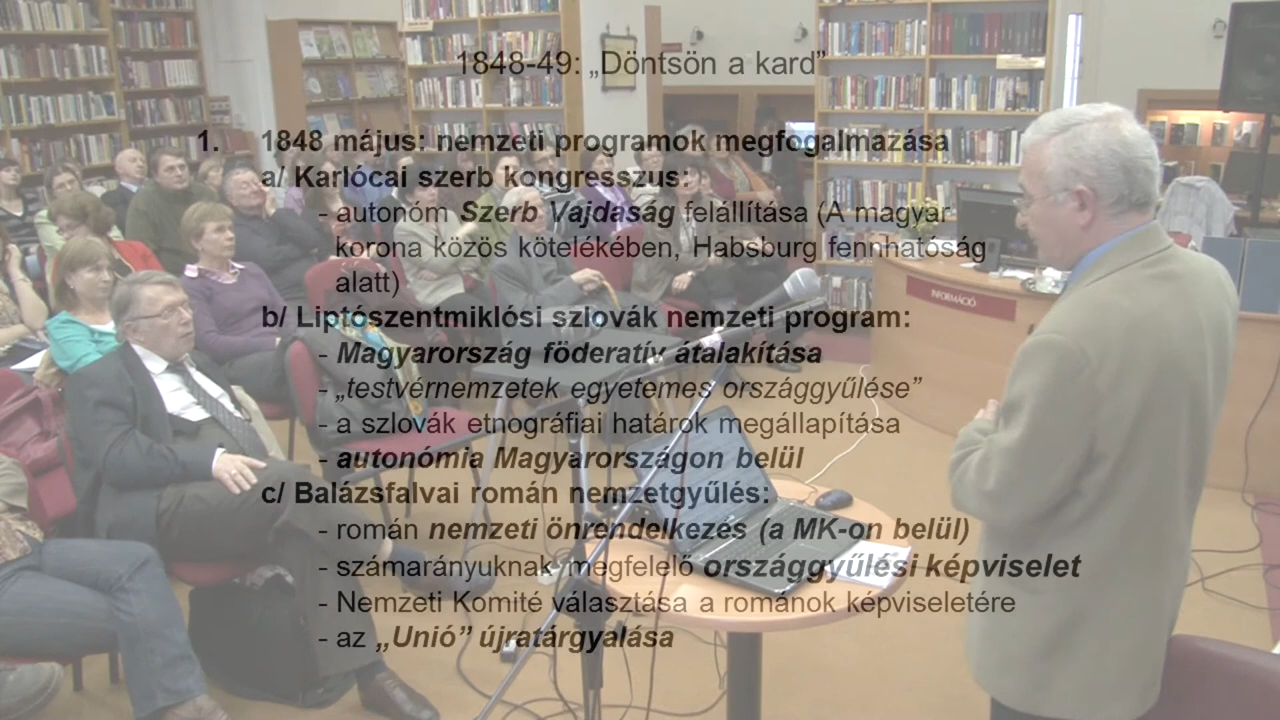 1848-49: „Döntsön a kard”
1. 1848 május: nemzeti programok megfogalmazása
a/ Karlócai szerb kongresszus:
- autonóm Szerb Vajdaság felállítása (A magyar
korona közös kötelékében, Habsburg fennhatóság
alatt)
b/ Liptószentmiklósi szlovák nemzeti program:
- Magyarország föderatív átalakítása
- „testvérnemzetek egyetemes országgyűlése”
- a szlovák etnográfiai határok megállapítása
- autonómia Magyarországon belül
c/ Balázsfalvai román nemzetgyűlés:
- román nemzeti önrendelkezés (a MK-on belül)
- számarányuknak megfelelő országgyűlési képviselet
- Nemzeti Komité választása a románok képviseletére
- az „Unió” újratárgyalása
INFORMÁCIÓ